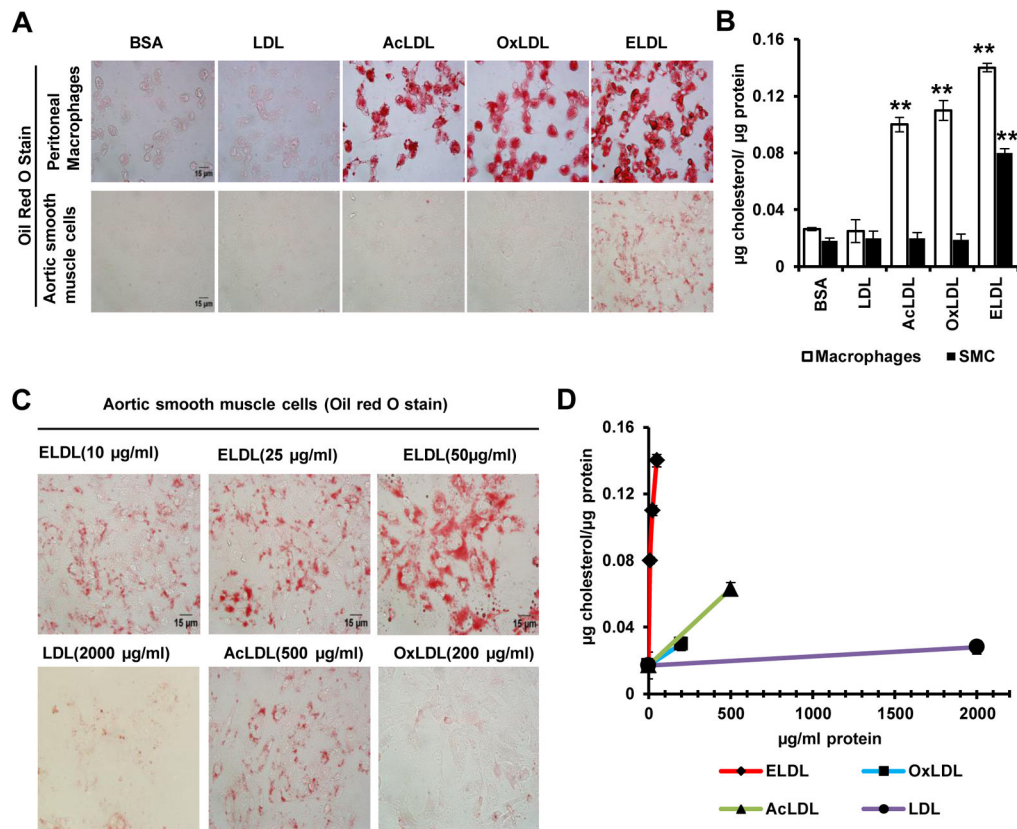 A
BSA LDL AcLDL OxLDL ELDL
Oil Red O Stain
Peritoneal
Macrophages
15 µm
Aortic smooth
muscle cells
15 µm
B
µg cholesterol/ µg protein
0.16
0.12
0.08
0.04
0
**
**
**
**
BSA
LDL
AcLDL
OxLDL
ELDL
Macrophages SMC
C
Aortic smooth muscle cells (Oil red O stain)
ELDL(10 µg/ml) ELDL(25 µg/ml) ELDL(50µg/ml)
15 µm 15 µm 15 µm
LDL(2000 µg/ml) AcLDL(500 µg/ml) OxLDL(200 µg/ml)
D
µg cholesterol/µg protein
0.16
0.12
0.08
0.04
0
0 500 1000 1500 2000
µg/ml protein
ELDL OxLDL
AcLDL LDL